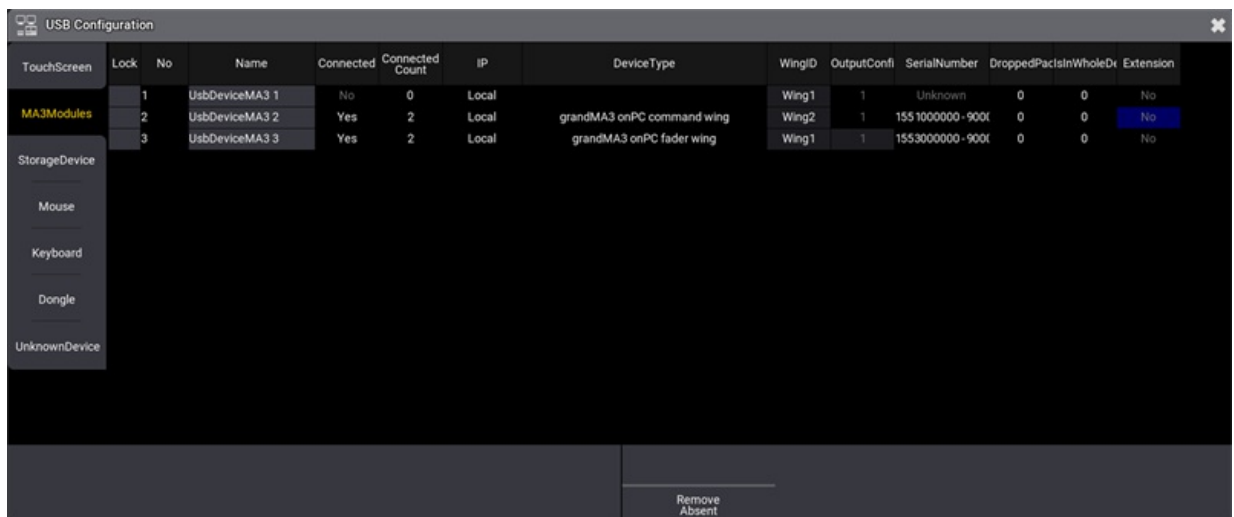 USB Configuration
TouchScreen
MA3Modules
StorageDevice
Mouse
Keyboard
Dongle
UnknownDevice
Lock No Name Connected Connected Count IP DeviceType WingID OutputConfi SerialNumber DroppedPac IsInWholeDe Extension
1 UsbDeviceMA3 1 No 0 Local Wing1 1 Unknown 0 0 No
2 UsbDeviceMA3 2 Yes 2 Local grandMA3 onPC command wing Wing2 1 1551000000-900( 0 0 No
3 UsbDeviceMA3 3 Yes 2 Local grandMA3 onPC fader wing Wing1 1 1553000000-900( 0 0 No
Remove
Absent